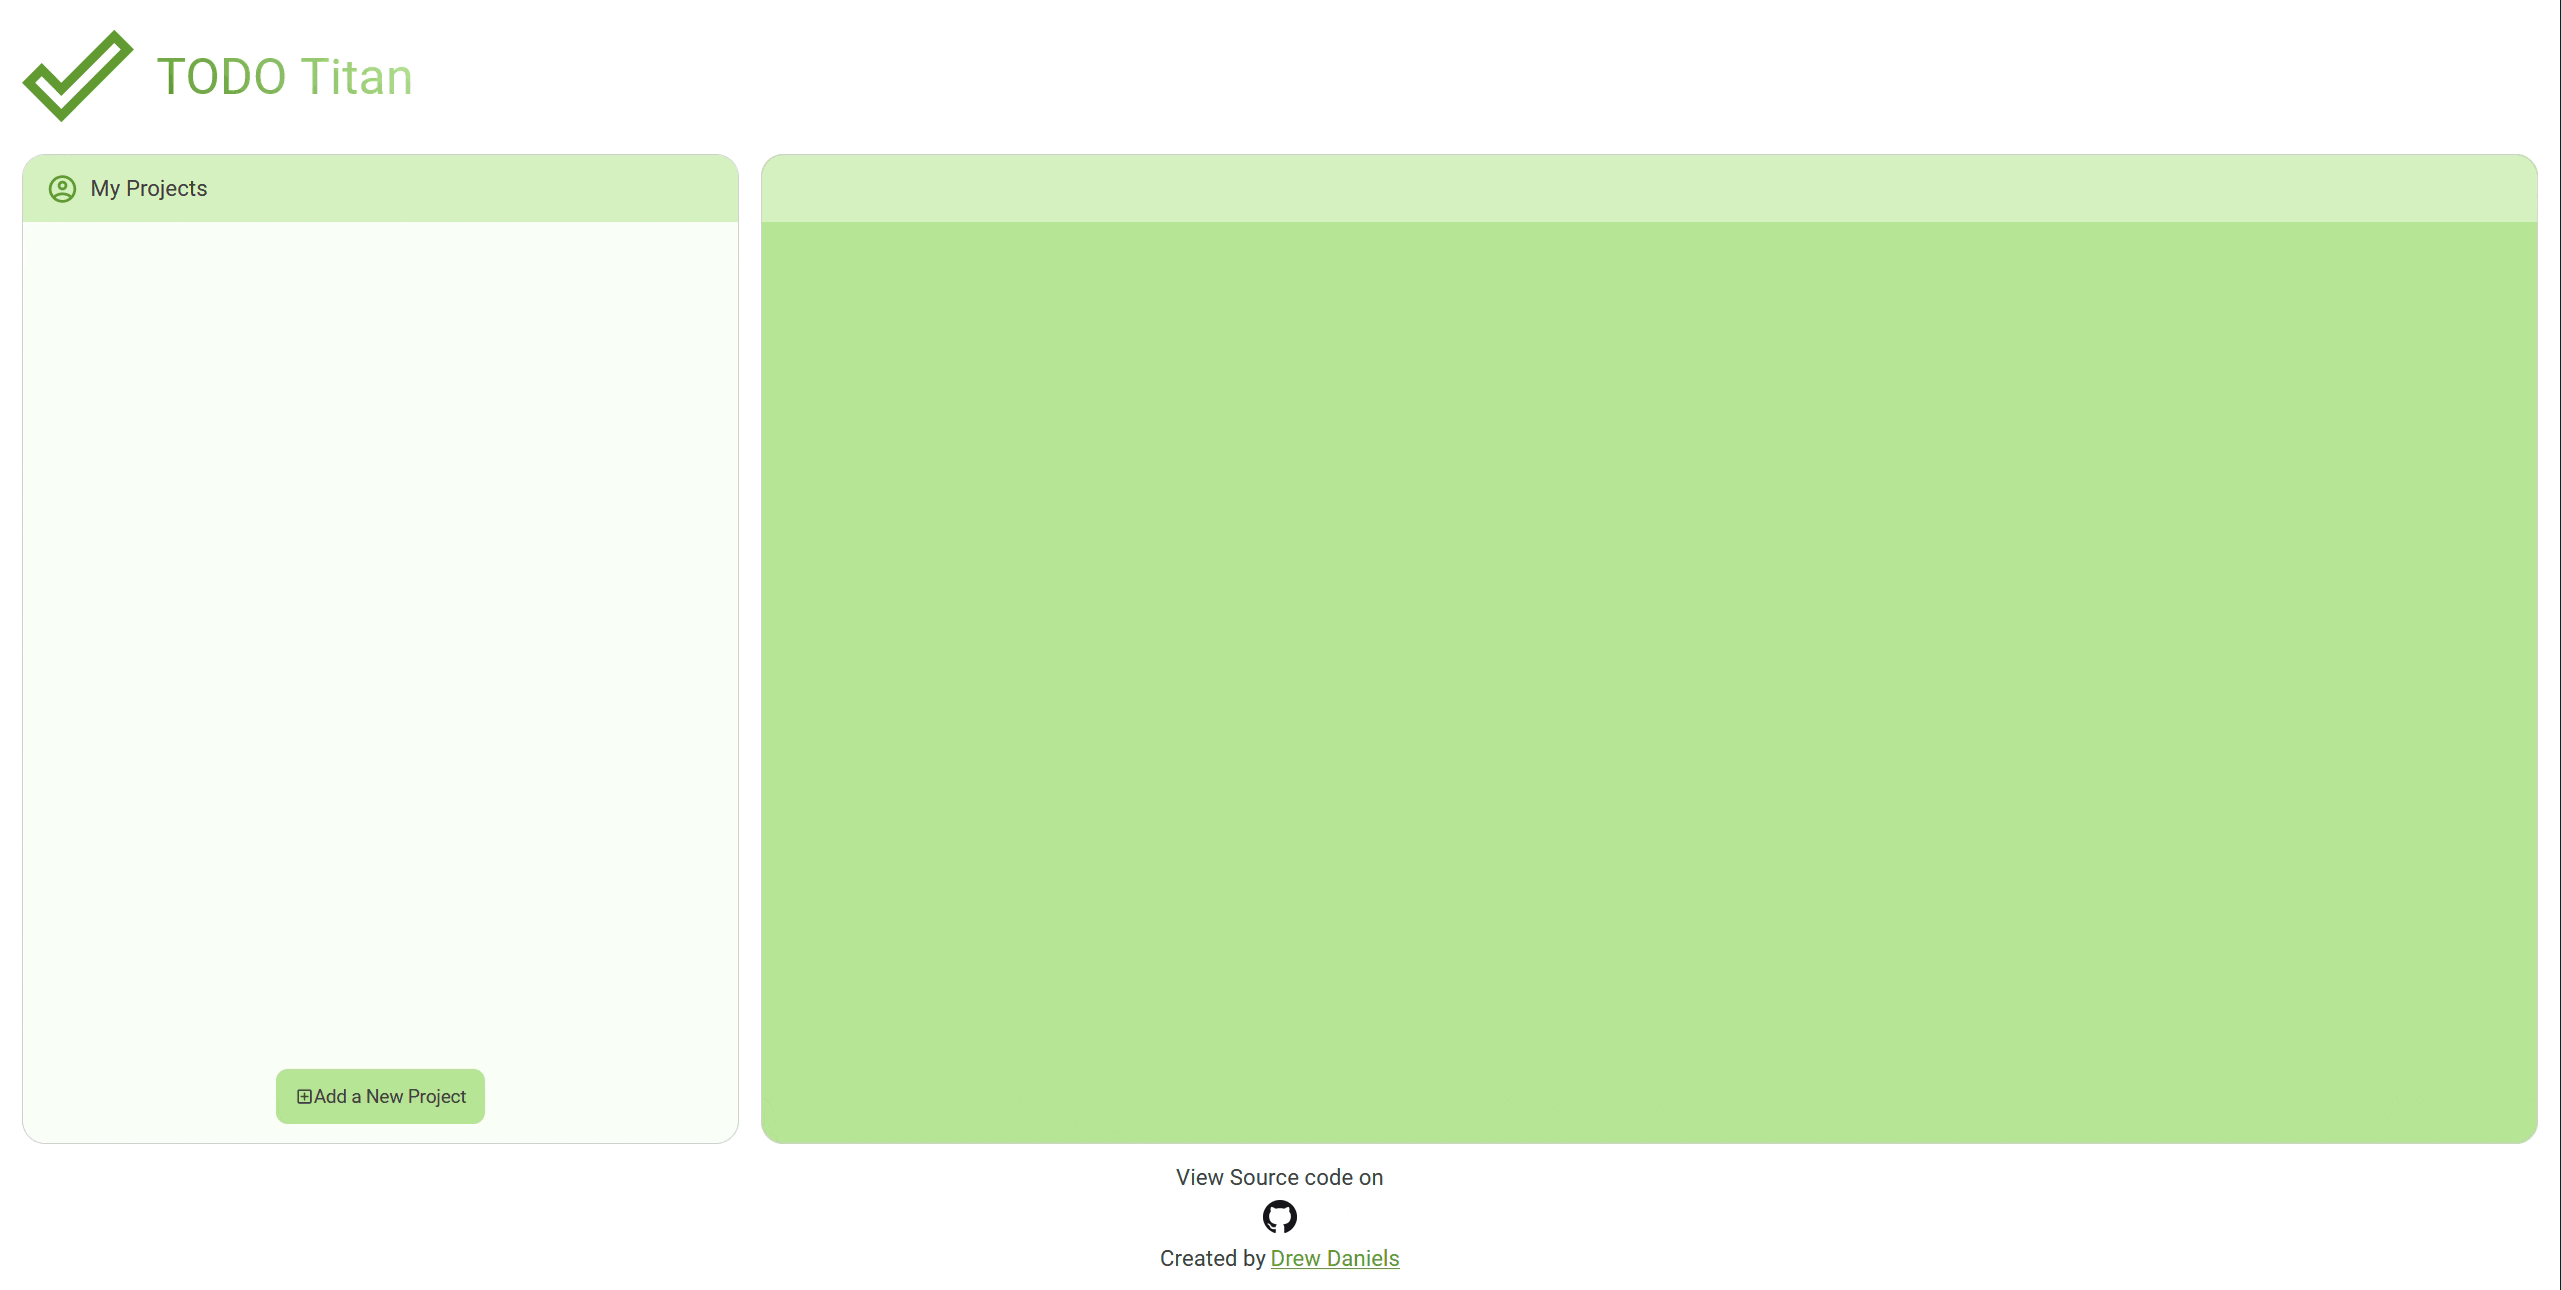 TODO Titan
My Projects
Add a New Project
View Source code on
Created by Drew Daniels